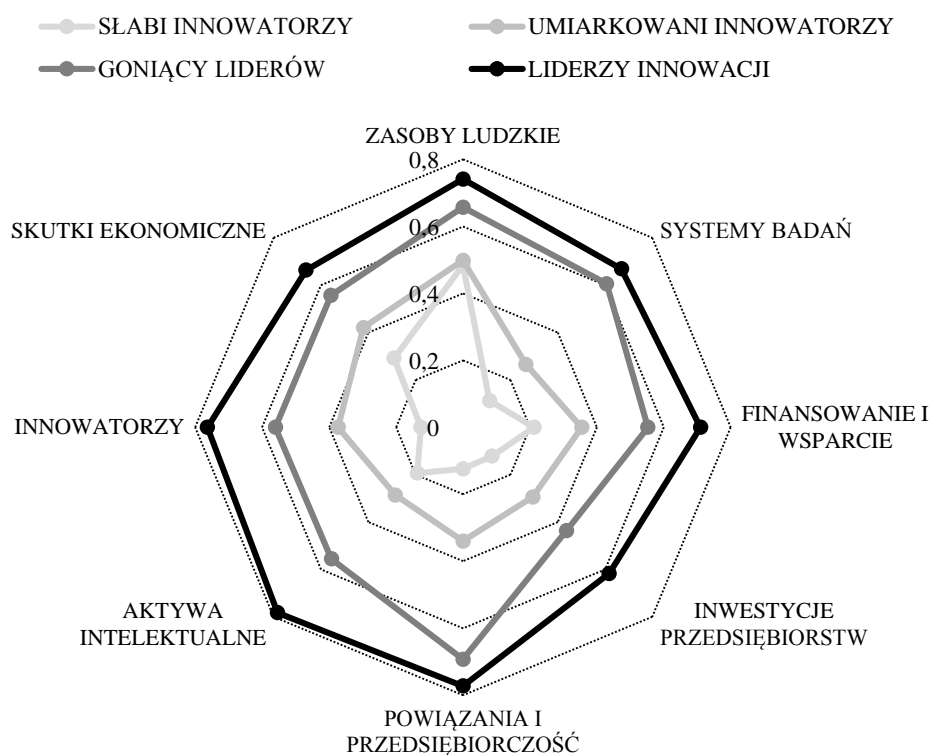 SŁABI INNOWATORZY
UMIARKOWANI INNOWATORZY
GONIĄCY LIDERÓW
LIDERZY INNOWACJI
ZASOBY LUDZKIE
0,8
SKUTKI EKONOMICZNE
SYSTEMY BADAŃ
0,6
0,4
0,2
INNOWATORZY
0
FINANSOWANIE I
WSPARCIE
AKTYWA
INTELEKTUALNE
INWESTYCJE
PRZEDSIĘBIORSTW
POWIĄZANIA I
PRZEDSIĘBIORCZOŚĆ